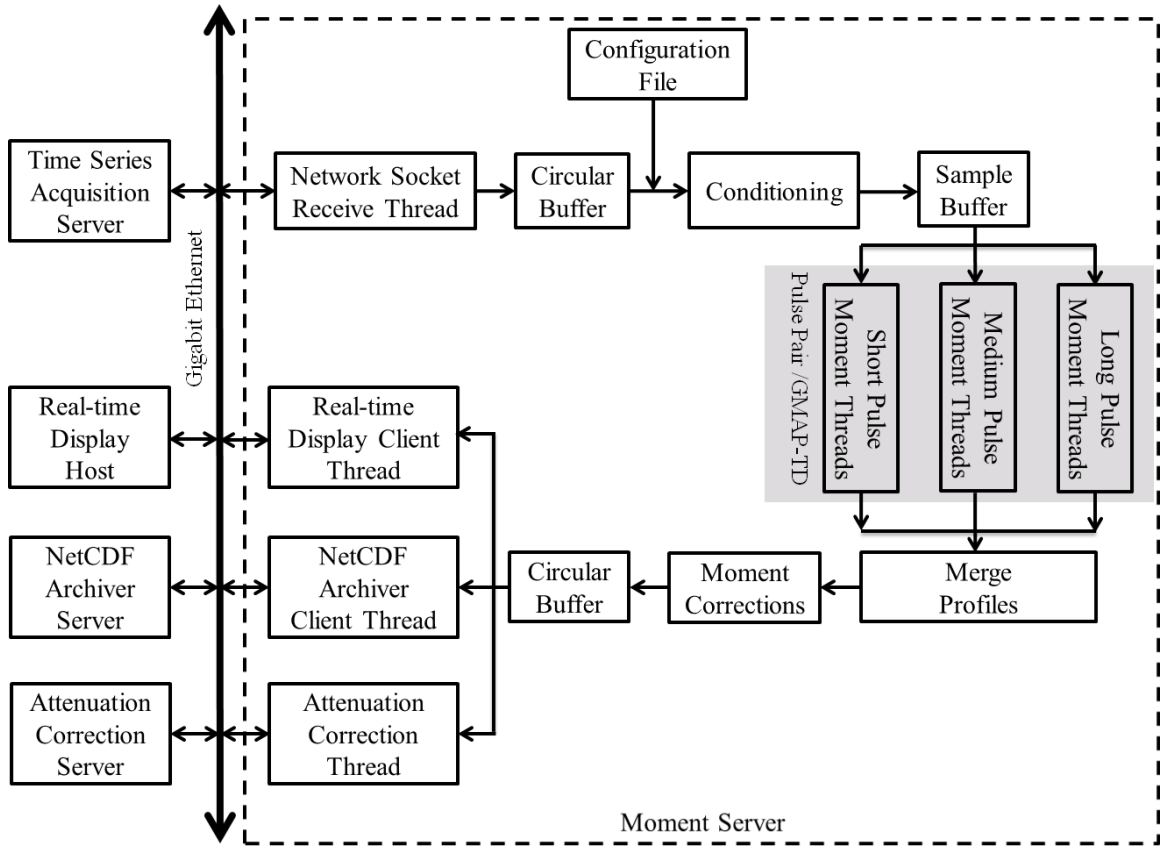 Configuration
File
Time Series
Acquisition
Server
Network Socket
Receive Thread
Circular
Buffer
Conditioning
Sample
Buffer
Gigabit Ethernet
Pulse Pair /GMAP-TD
Short Pulse
Moment Threads
Medium Pulse
Moment Threads
Long Pulse
Moment Threads
Real-time
Display
Host
Real-time
Display Client
Thread
NetCDF
Archiver
Server
NetCDF
Archiver
Client Thread
Circular
Buffer
Moment
Corrections
Merge
Profiles
Attenuation
Correction
Server
Attenuation
Correction
Thread
Moment Server